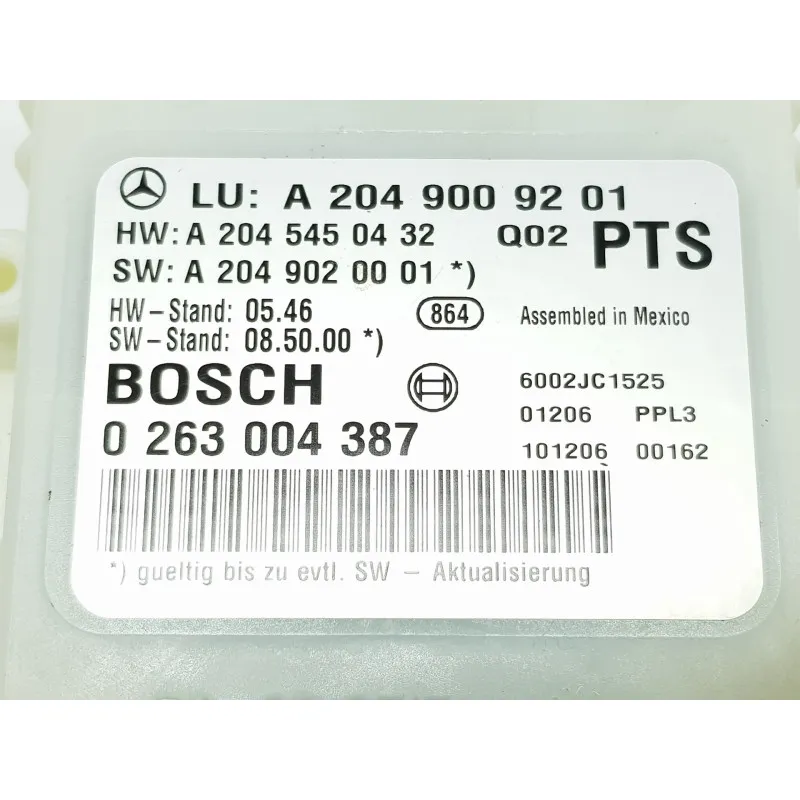 LU: A 204 900 92 01
HW: A 204 545 04 32 Q02 PTS
SW: A 204 902 00 01 *)
HW-Stand: 05.46 864 Assembled in Mexico
SW-Stand: 08.50.00 *)
BOSCH 6002JC1525
01206 PPL3
0 263 004 387 101206 00162
*) gueltig bis zu evtl. SW - Aktualisierung